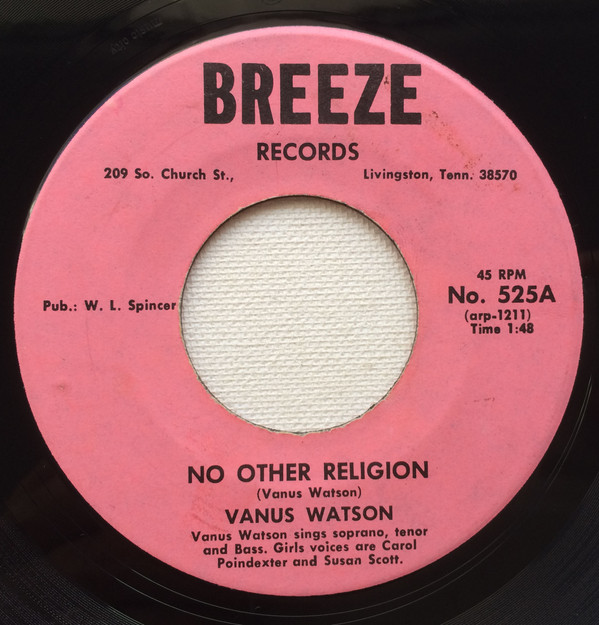 BREEZE
RECORDS
209 So. Church St., Livingston, Tenn. 38570
45 RPM
Pub.: W. L. Spincer No. 525A
(arp-1211)
Time 1:48
NO OTHER RELIGION
(Vanus Watson)
VANUS WATSON
Vanus Watson sings soprano, tenor
and Bass. Girls voices are Carol
Poindexter and Susan Scott.